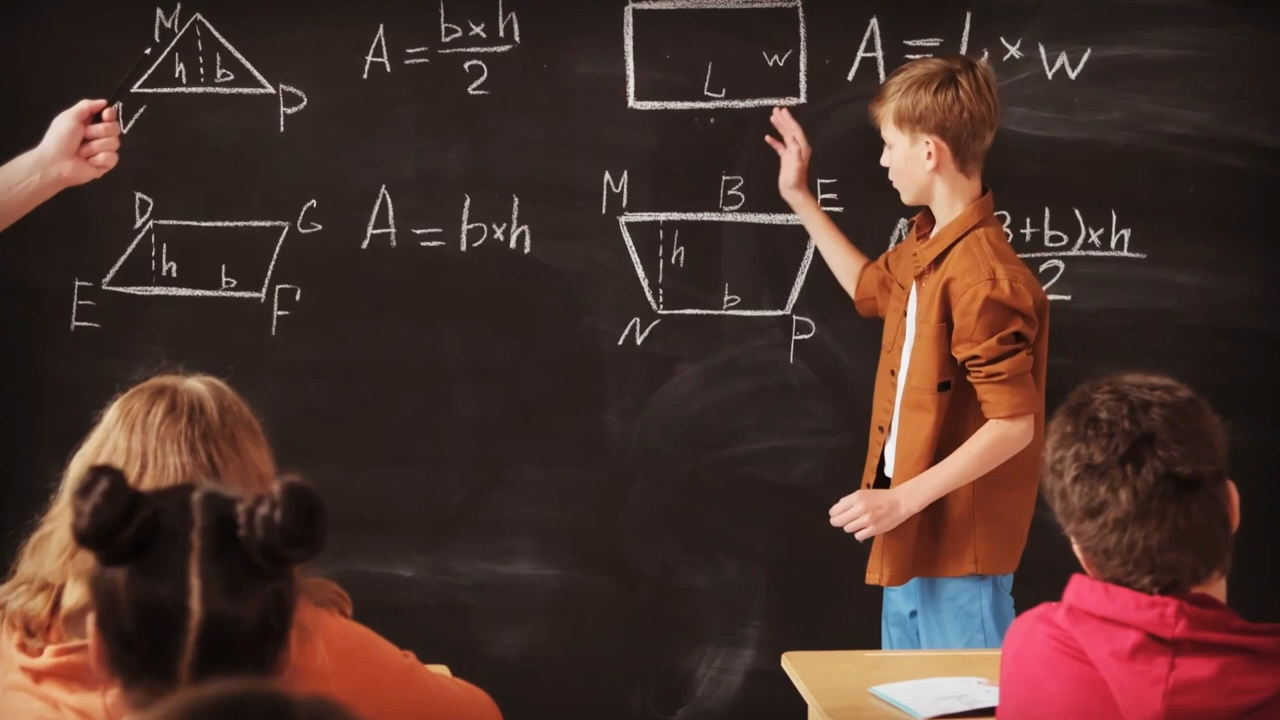 M
h b
N P
A = b×h
2
L w
A = L × w
D G
h b
E F
A = b×h
M B E
h
b
N P
+b)×h
2